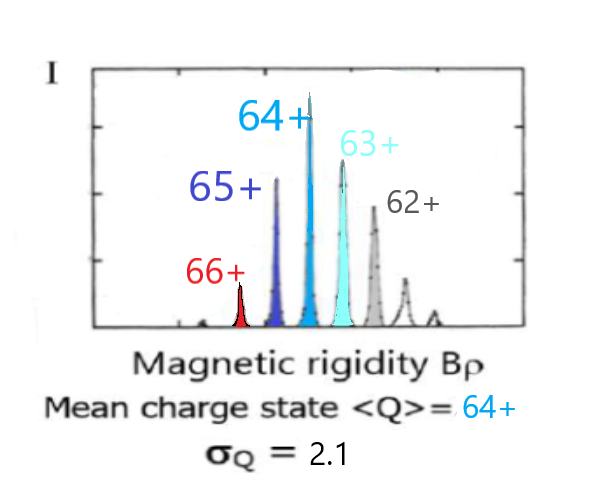 I
64+
63+
65+
62+
66+
Magnetic rigidity Bρ
Mean charge state <Q>= 64+
σQ = 2.1